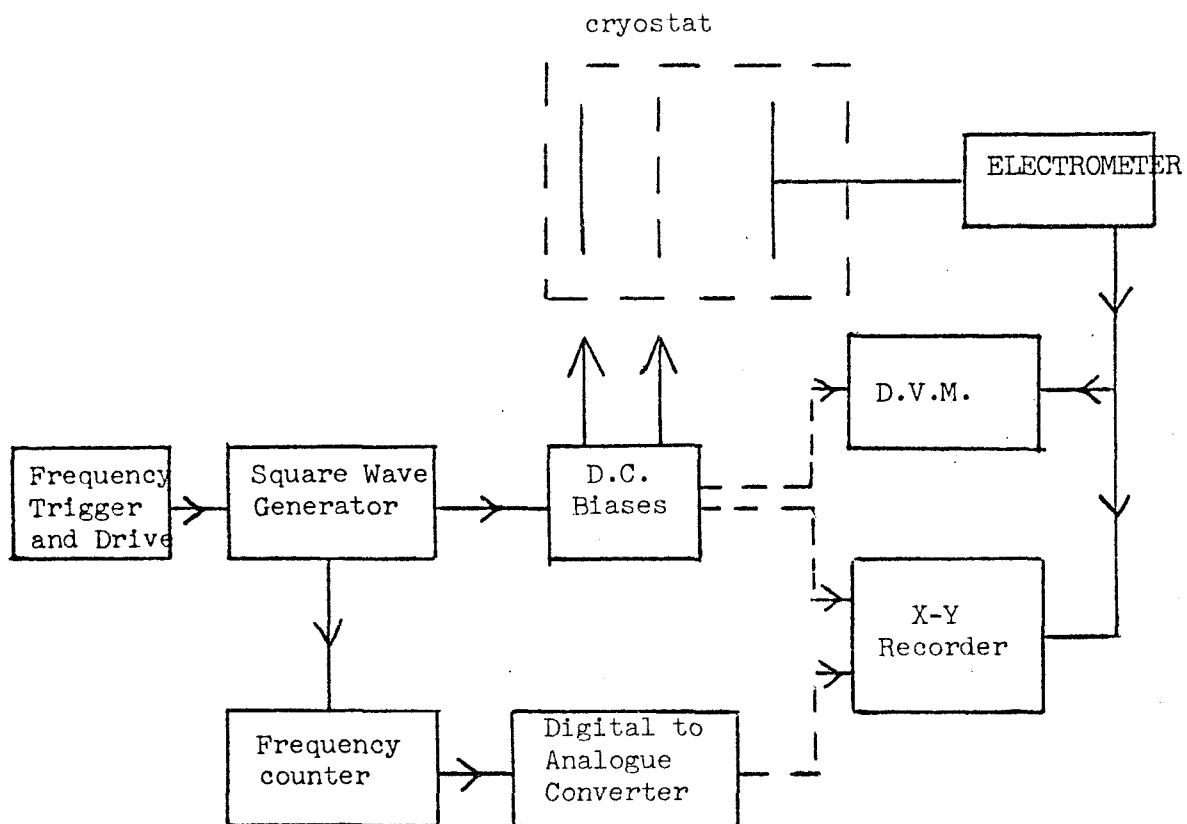 cryostat
ELECTROMETER
D.V.M.
Frequency
Trigger
and Drive
Square Wave
Generator
D.C.
Biases
X-Y
Recorder
Frequency
counter
Digital to
Analogue
Converter